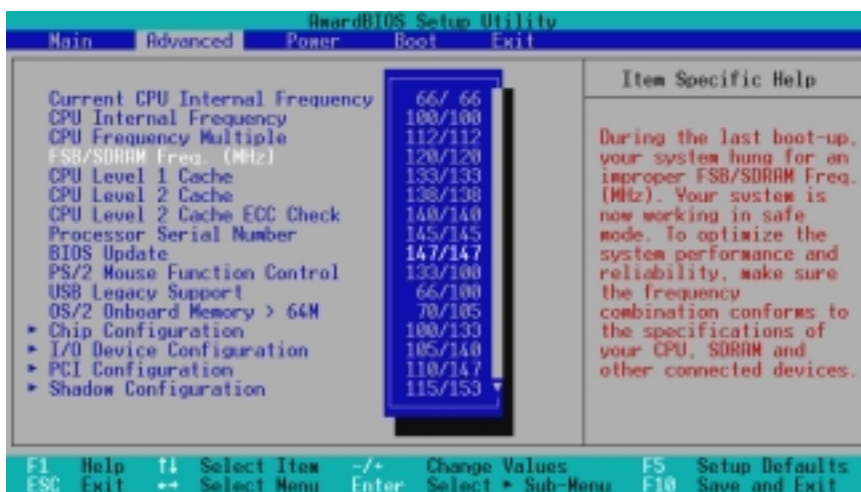 AwardBIOS Setup Utility
Main Advanced Power Boot Exit
Current CPU Internal Frequency
CPU Internal Frequency
CPU Frequency Multiple
FSB/SDRAM Freq. (MHz)
CPU Level 1 Cache
CPU Level 2 Cache
CPU Level 2 Cache ECC Check
Processor Serial Number
BIOS Update
PS/2 Mouse Function Control
USB Legacy Support
OS/2 Onboard Memory > 64M
▸ Chip Configuration
▸ I/O Device Configuration
▸ PCI Configuration
▸ Shadow Configuration
66/ 66
100/100
112/112
120/120
133/133
138/138
140/140
145/145
147/147
133/100
66/100
70/105
100/133
105/140
110/147
115/153
Item Specific Help
During the last boot-up,
your system hung for an
improper FSB/SDRAM Freq.
(MHz). Your system is
now working in safe
mode. To optimize the
system performance and
reliability, make sure
the frequency
combination conforms to
the specifications of
your CPU, SDRAM and
other connected devices.
F1 Help ↑↓ Select Item -/+ Change Values F5 Setup Defaults
ESC Exit ↔ Select Menu Enter Select ▸ Sub-Menu F10 Save and Exit